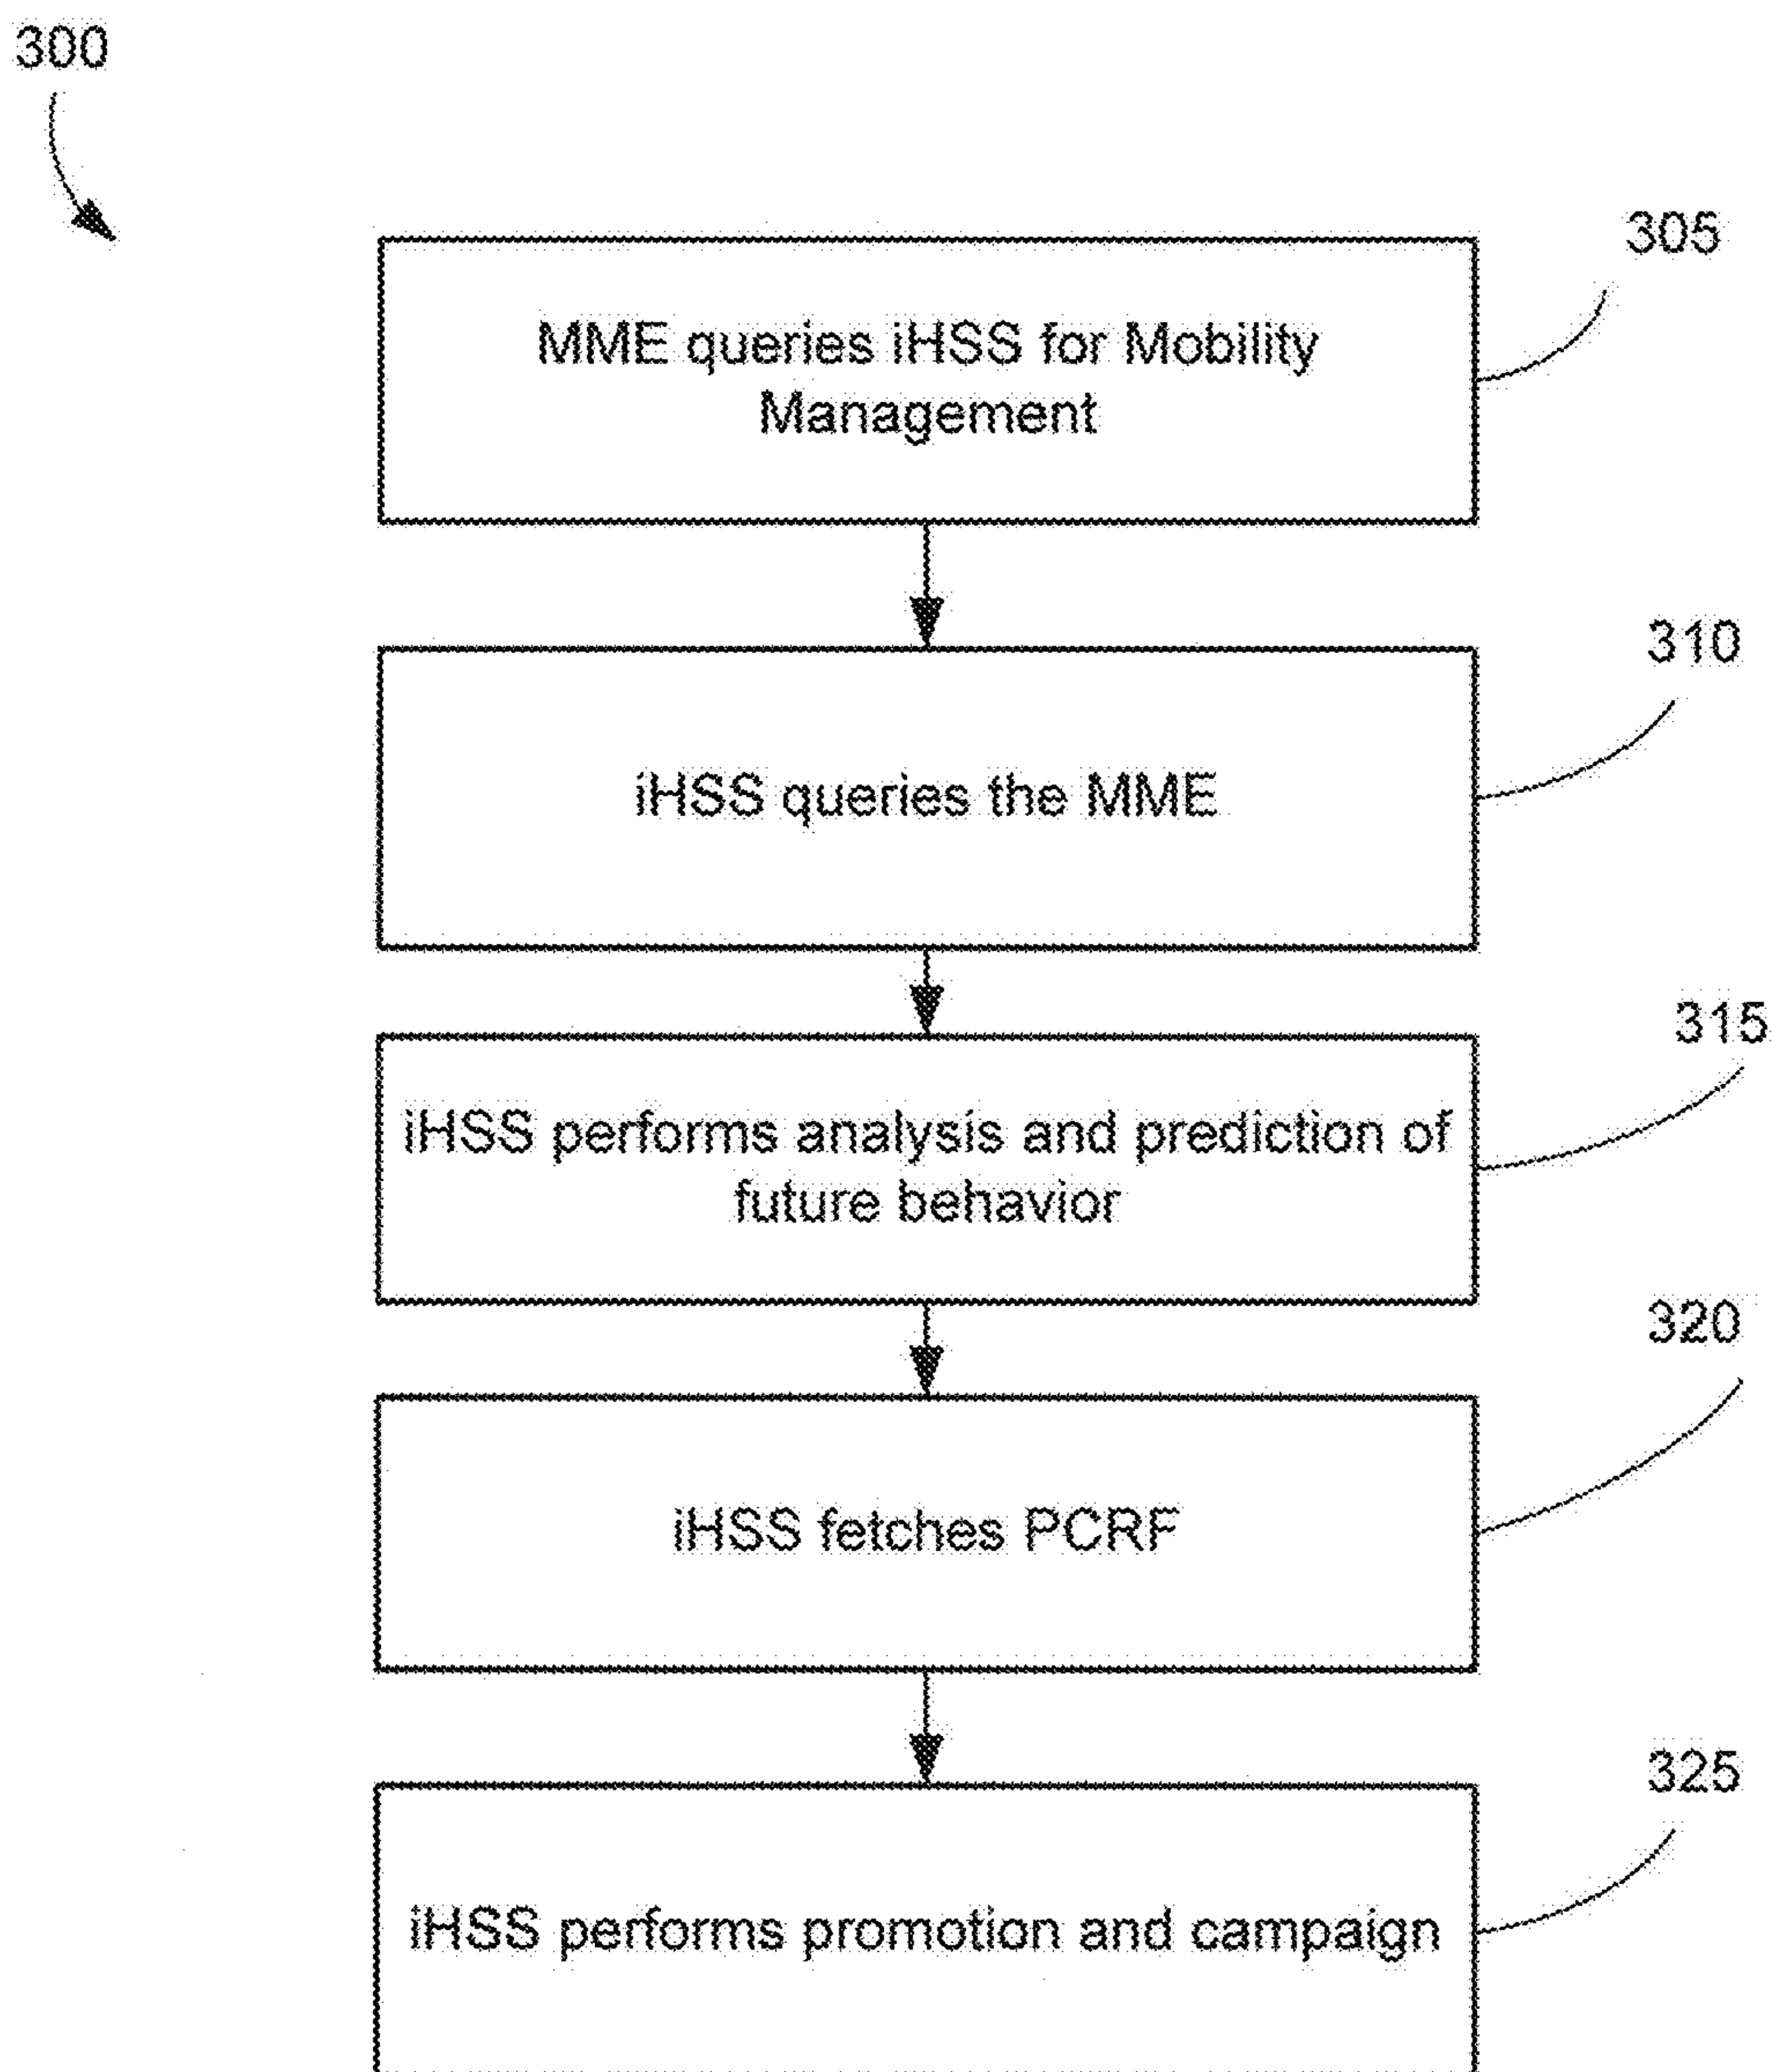 300
305
MME queries iHSS for Mobility
Management
310
iHSS queries the MME
315
iHSS performs analysis and prediction of
future behavior
320
iHSS fetches PCRF
325
iHSS performs promotion and campaign